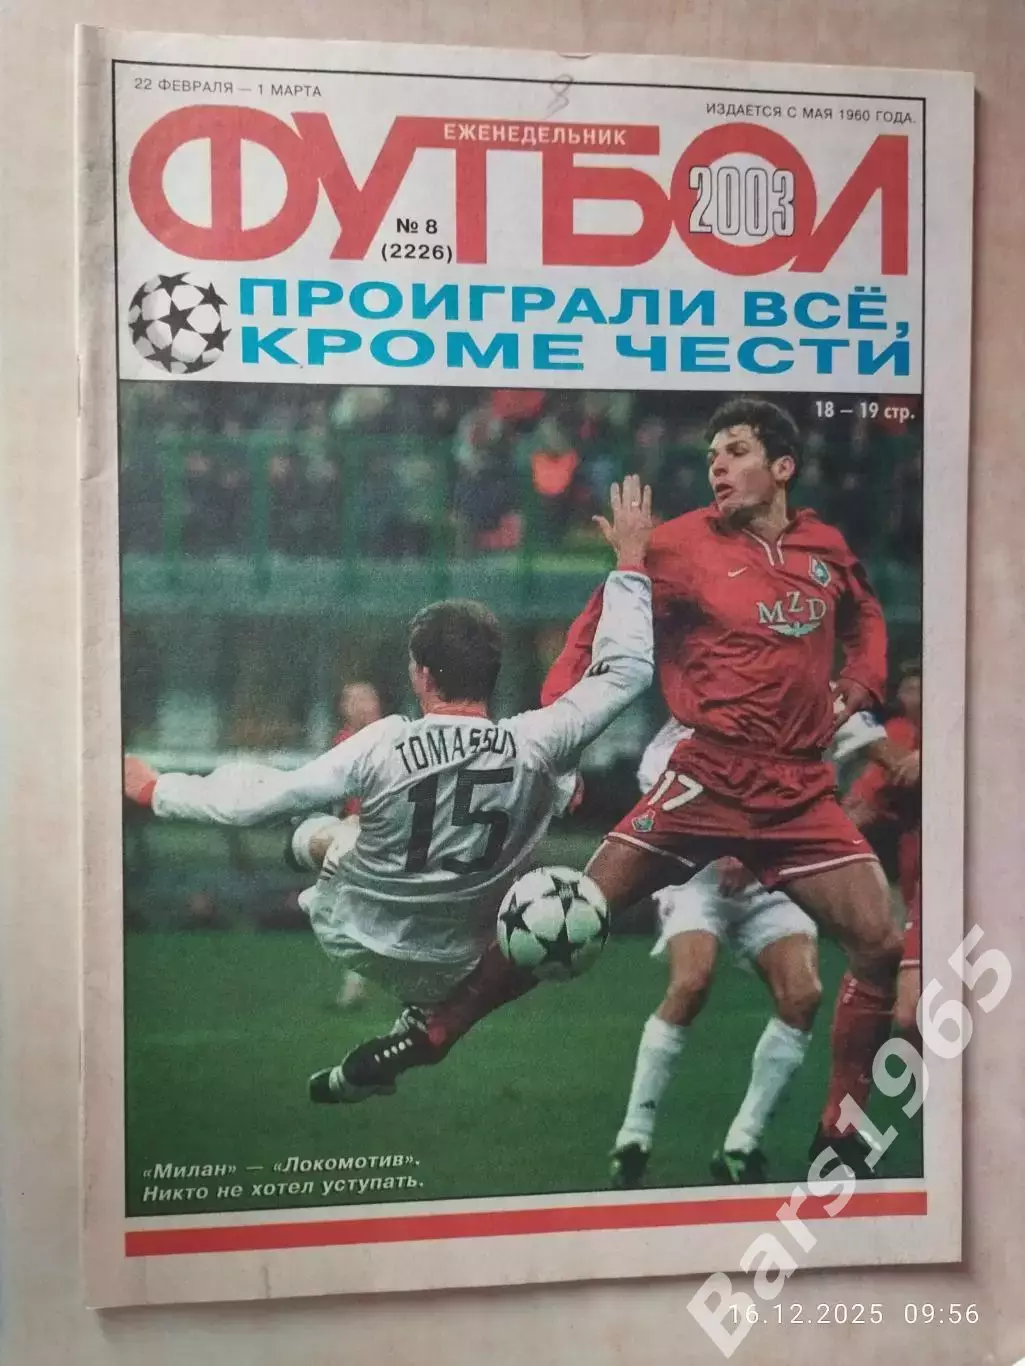 22 ФЕВРАЛЯ — 1 МАРТА
8
ИЗДАЕТСЯ С МАЯ 1960 ГОДА.
ЕЖЕНЕДЕЛЬНИК
ФУТБОЛ
2003
№ 8
(2226)
ПРОИГРАЛИ ВСЁ,
КРОМЕ ЧЕСТИ
18 — 19 стр.
MZD
TOMASSON
15
17
«Милан» — «Локомотив».
Никто не хотел уступать.
Bars1965
16.12.2025 09:56